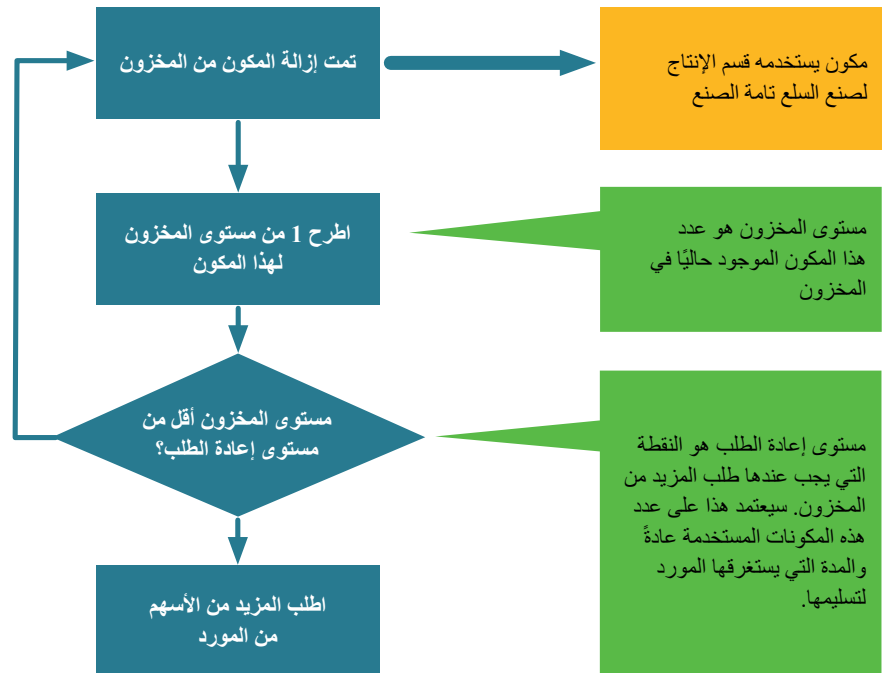 تمت إزالة المكون من المخزون
مكون يستخدمه قسم الإنتاج
لصنع السلع تامة الصنع
اطرح 1 من مستوى المخزون
لهذا المكون
مستوى المخزون هو عدد
هذا المكون الموجود حاليًا في
المخزون
مستوى المخزون أقل من
مستوى إعادة الطلب؟
مستوى إعادة الطلب هو النقطة
التي يجب عندها طلب المزيد من
المخزون. سيعتمد هذا على عدد
هذه المكونات المستخدمة عادةً
والمدة التي يستغرقها المورد
لتسليمها.
اطلب المزيد من الأسهم
من المورد